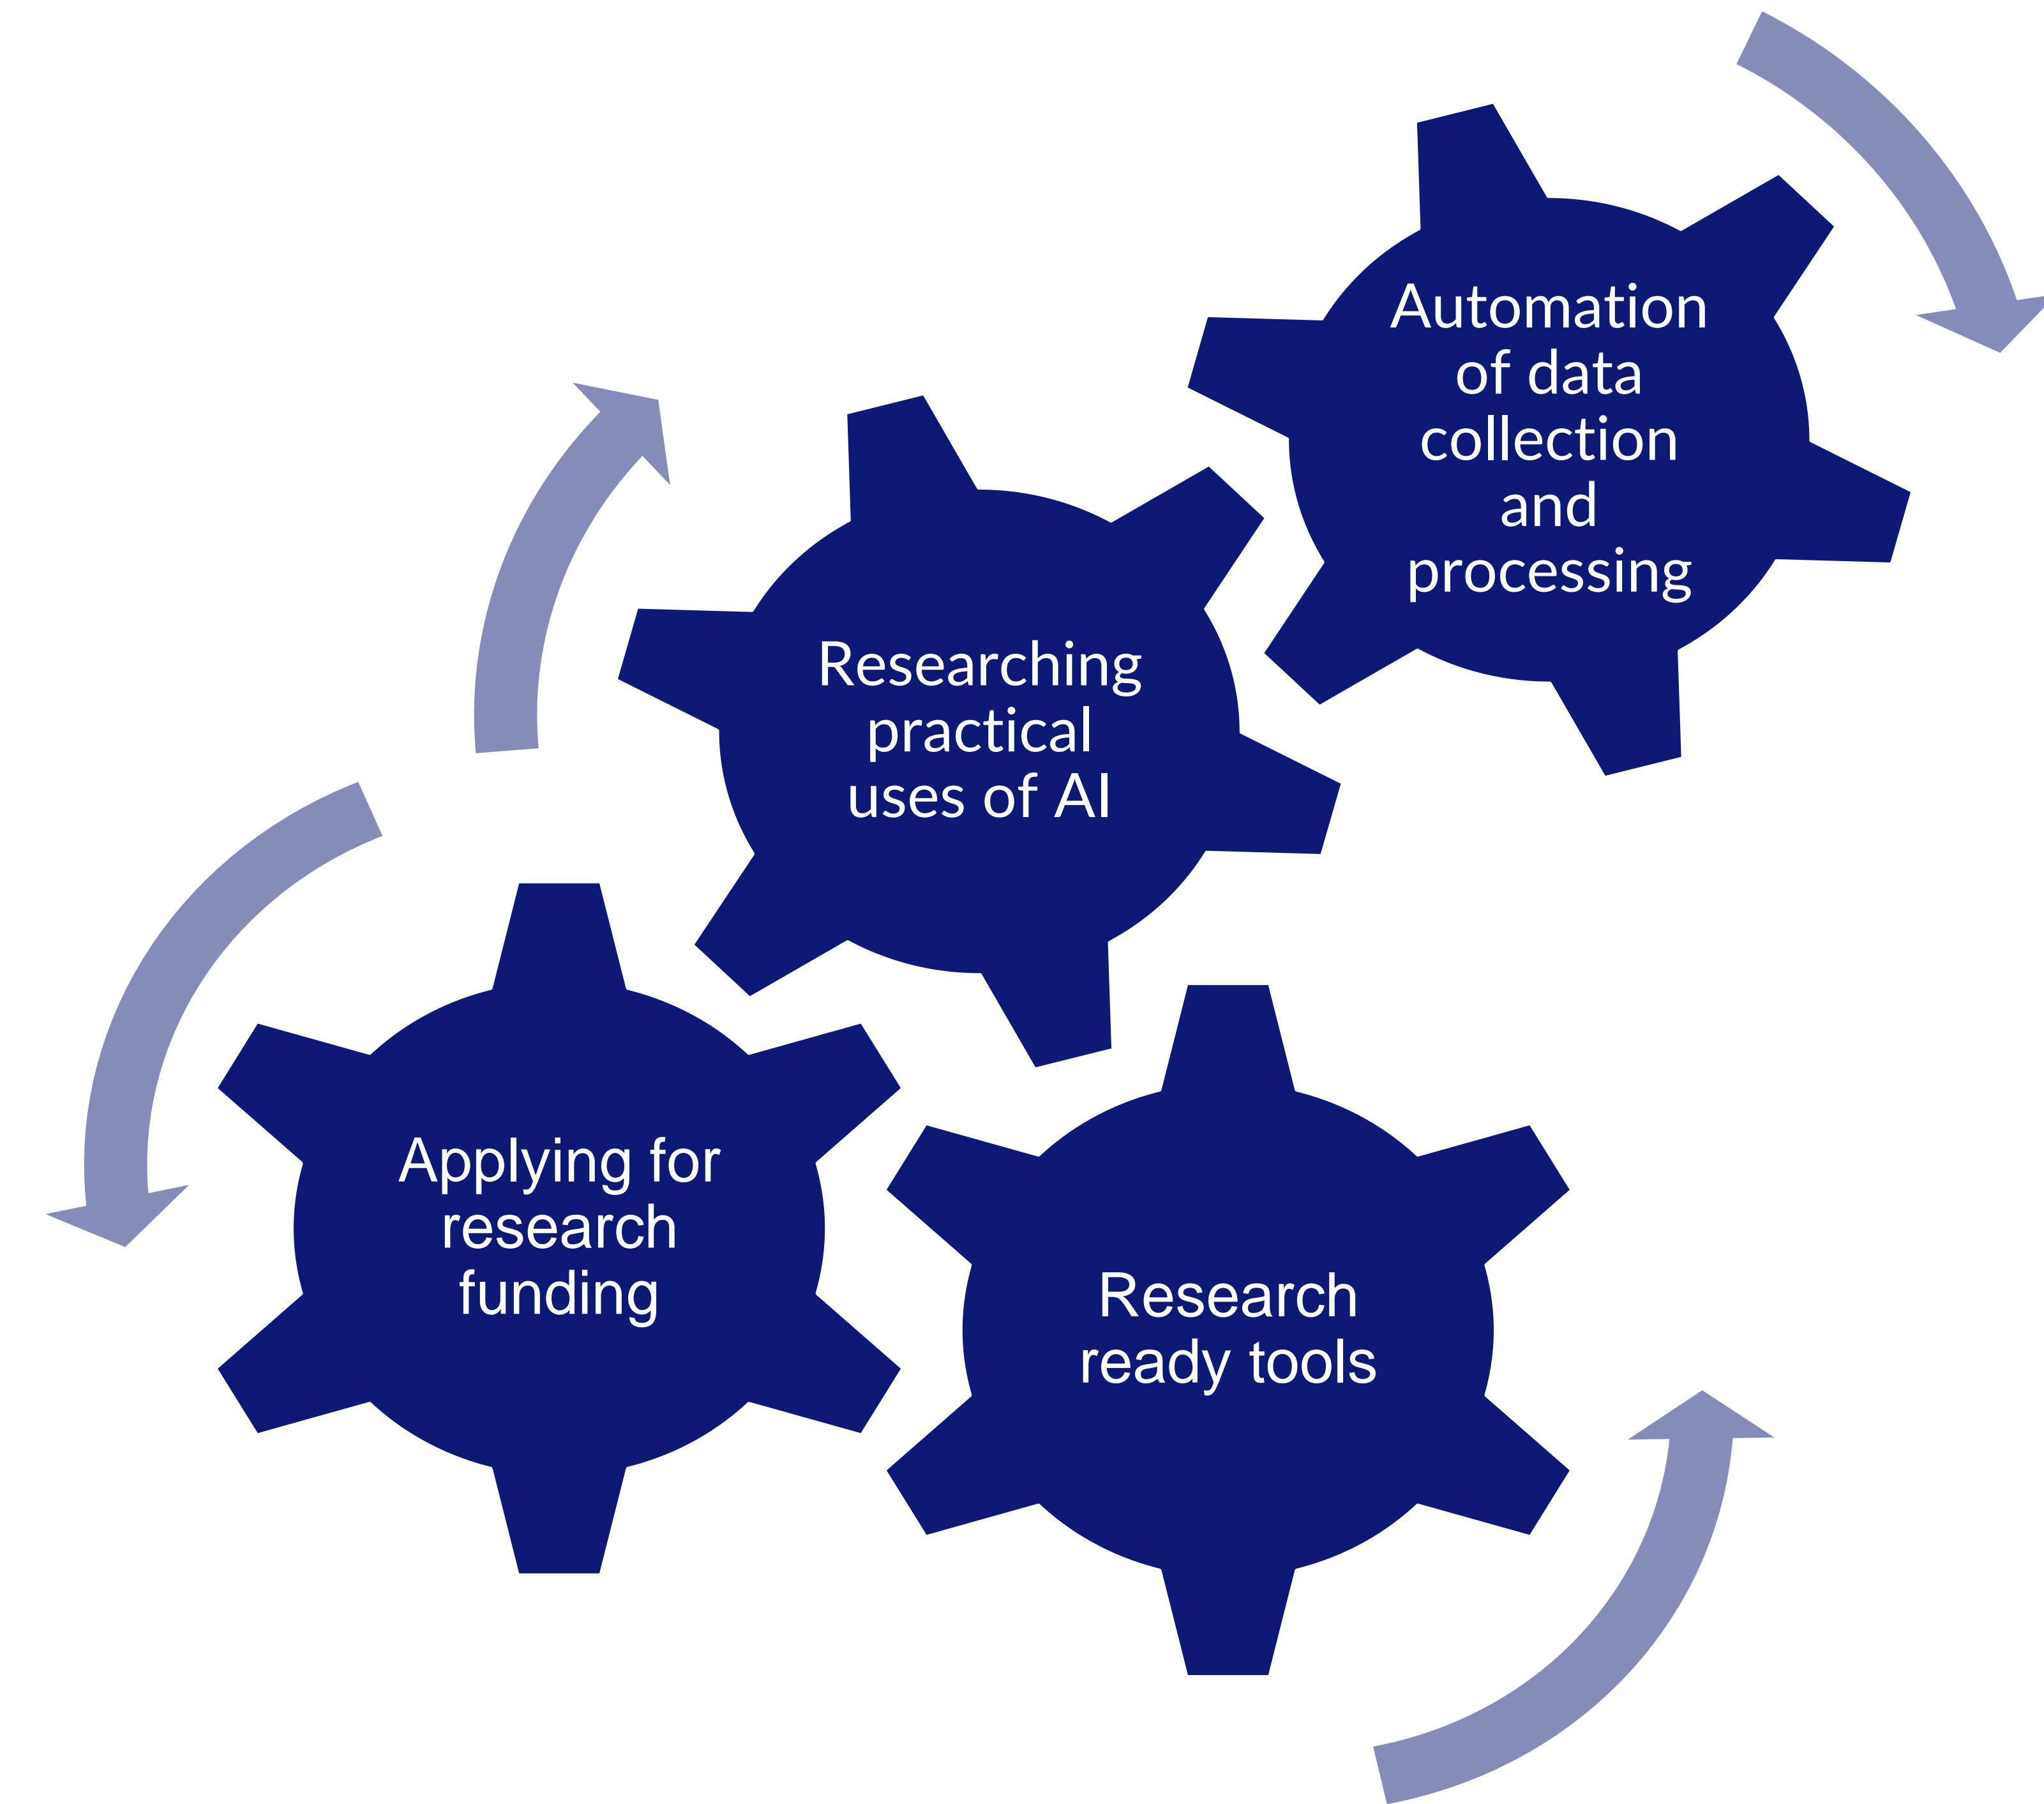 Automation
of data
collection
and
processing
Researching
practical
uses of AI
Applying for
research
funding
Research
ready tools